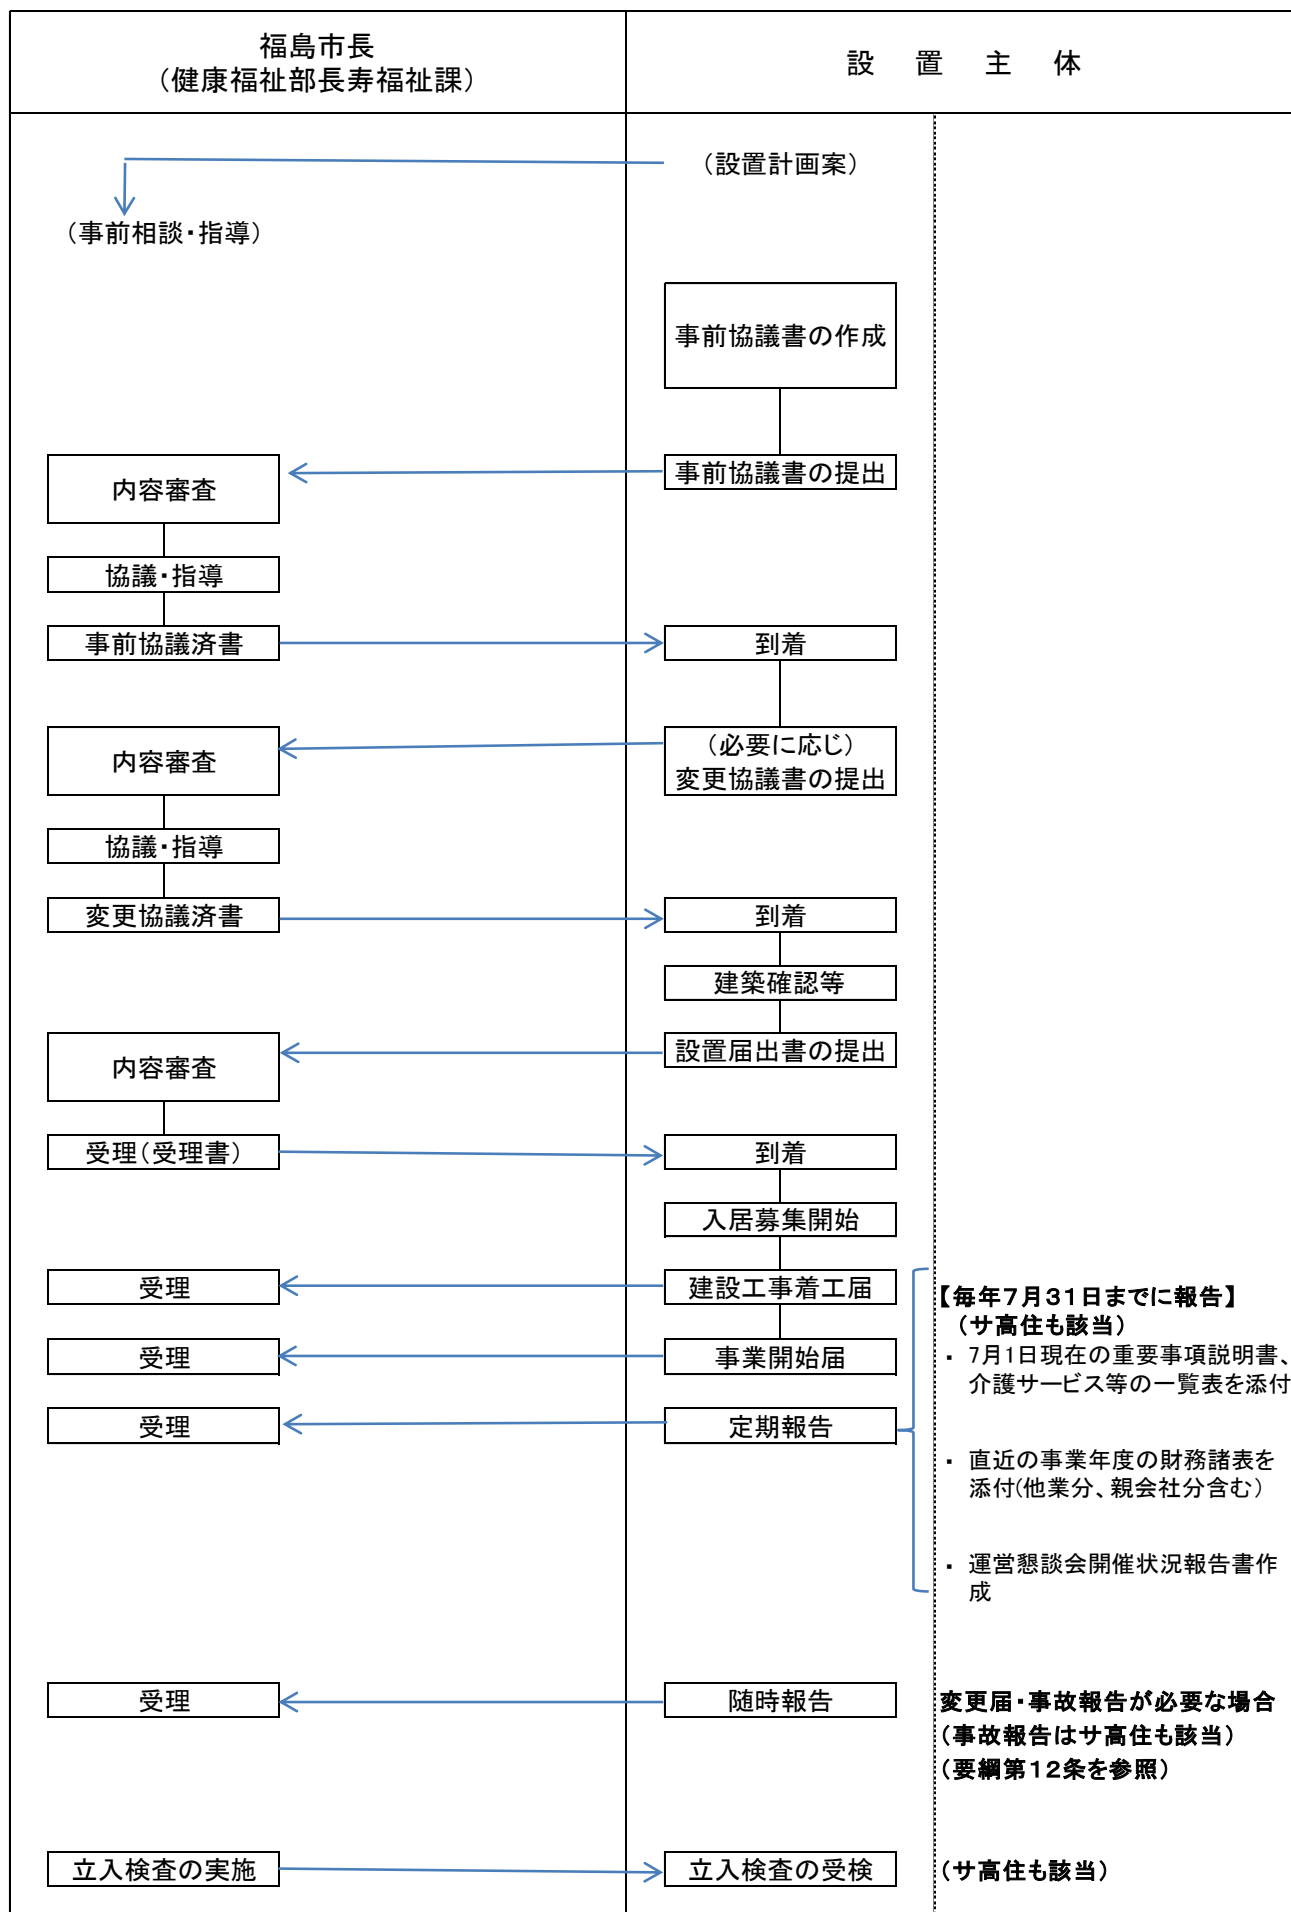 福島市長
（健康福祉部長寿福祉課）
設　置　主　体
（設置計画案）
（事前相談・指導）
事前協議書の作成
事前協議書の提出
内容審査
協議・指導
事前協議済書
到着
（必要に応じ）
変更協議書の提出
内容審査
協議・指導
変更協議済書
到着
建築確認等
設置届出書の提出
内容審査
受理（受理書）
到着
入居募集開始
受理
建設工事着工届
受理
事業開始届
受理
定期報告
【毎年７月３１日までに報告】
（サ高住も該当）
・ 7月1日現在の重要事項説明書、
介護サービス等の一覧表を添付
・ 直近の事業年度の財務諸表を
添付(他業分、親会社分含む）
・ 運営懇談会開催状況報告書作
成
受理
随時報告
変更届・事故報告が必要な場合
（事故報告はサ高住も該当）
（要綱第１２条を参照）
立入検査の実施
立入検査の受検
（サ高住も該当）